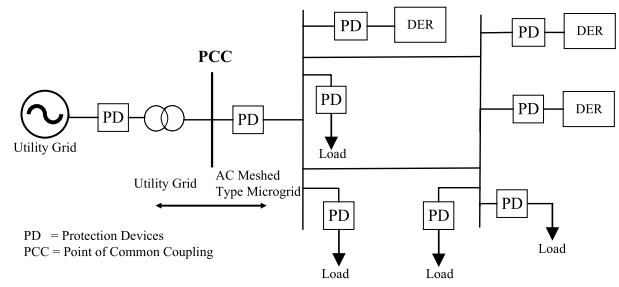 PD
DER
PD
DER
PCC
PD
PD
PD
PD
DER
Utility Grid
Load
Utility Grid
AC Meshed
Type Microgrid
PD
PD
PD
PD = Protection Devices
PCC = Point of Common Coupling
Load
Load
Load